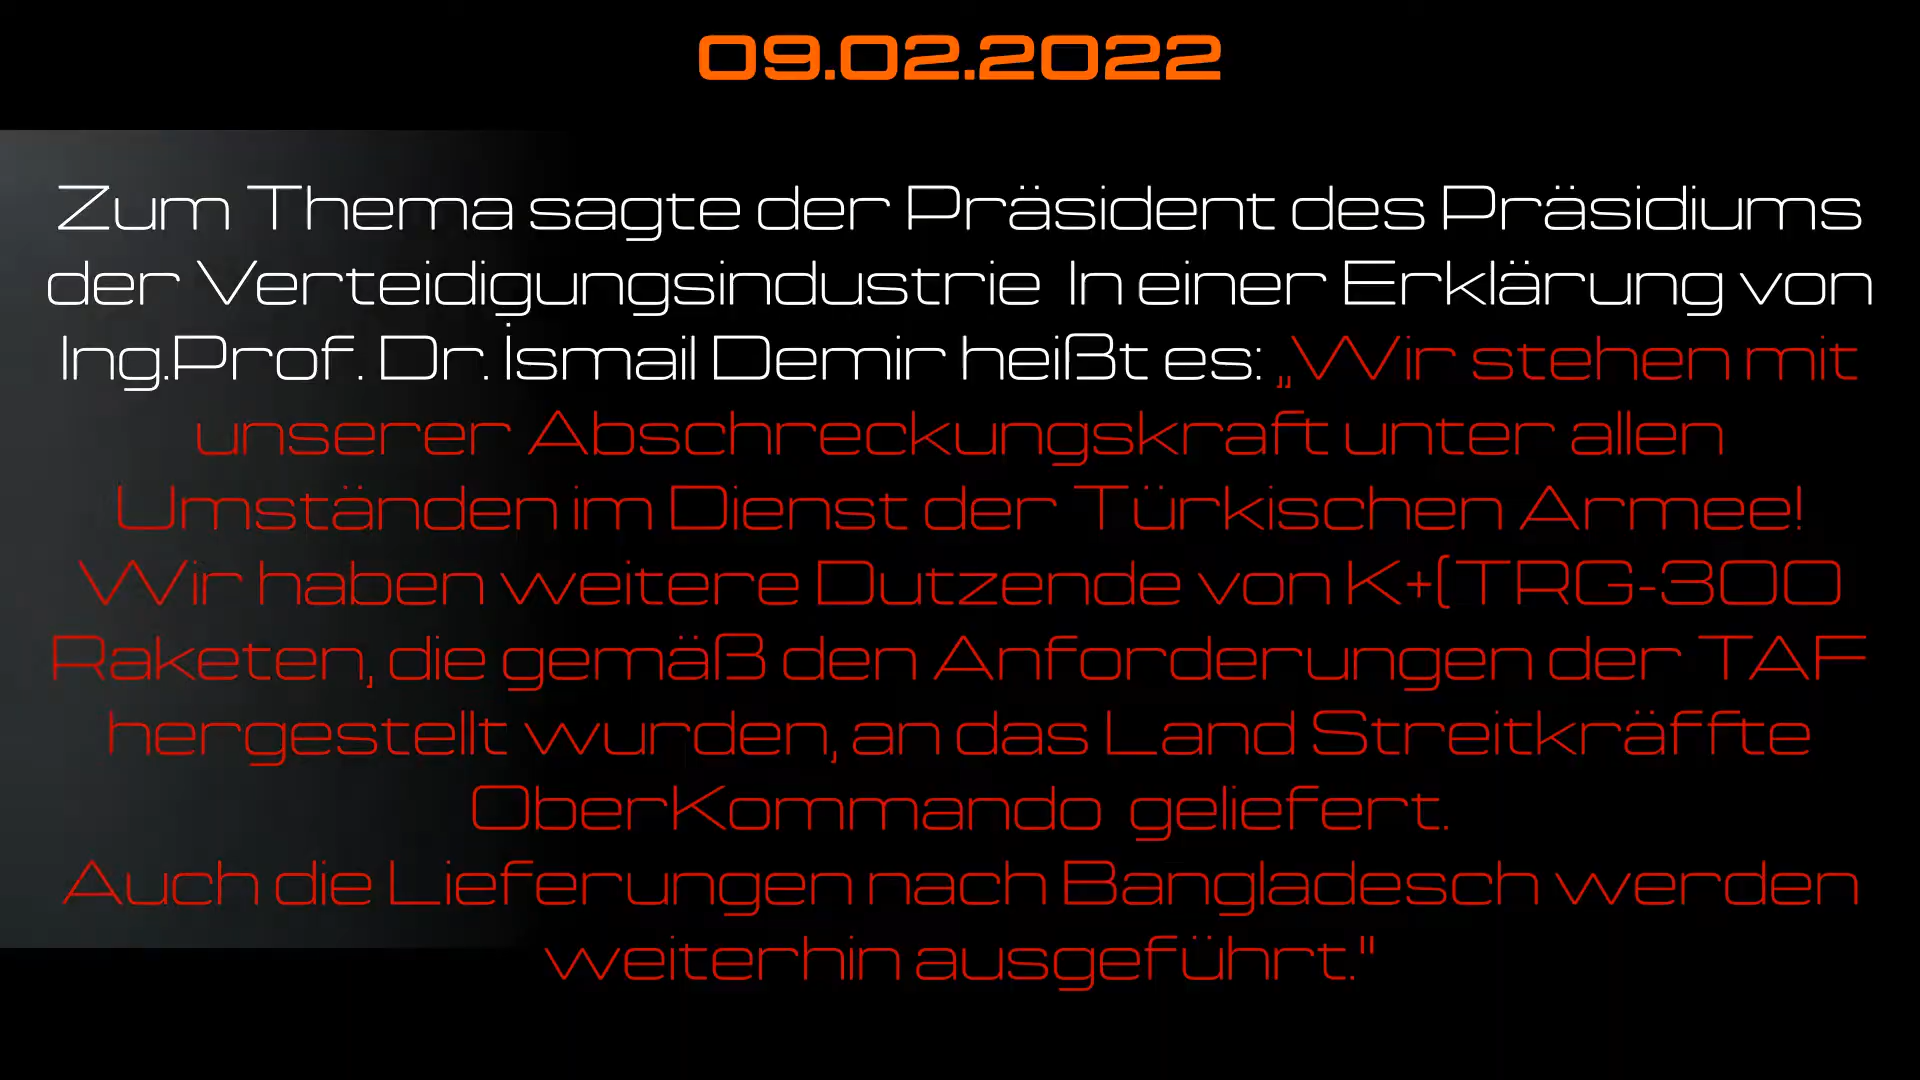 09.02.2022
Zum Thema sagte der Präsident des Präsidiums
der Verteidigungsindustrie In einer Erklärung von
Ing.Prof. Dr. İsmail Demir heißt es: „Wir stehen mit
unserer Abschreckungskraft unter allen
Umständen im Dienst der Türkischen Armee!
Wir haben weitere Dutzende von K+(TRG-300
Raketen, die gemäß den Anforderungen der TAF
hergestellt wurden, an das Land Streitkräffte
OberKommando geliefert.
Auch die Lieferungen nach Bangladesch werden
weiterhin ausgeführt."